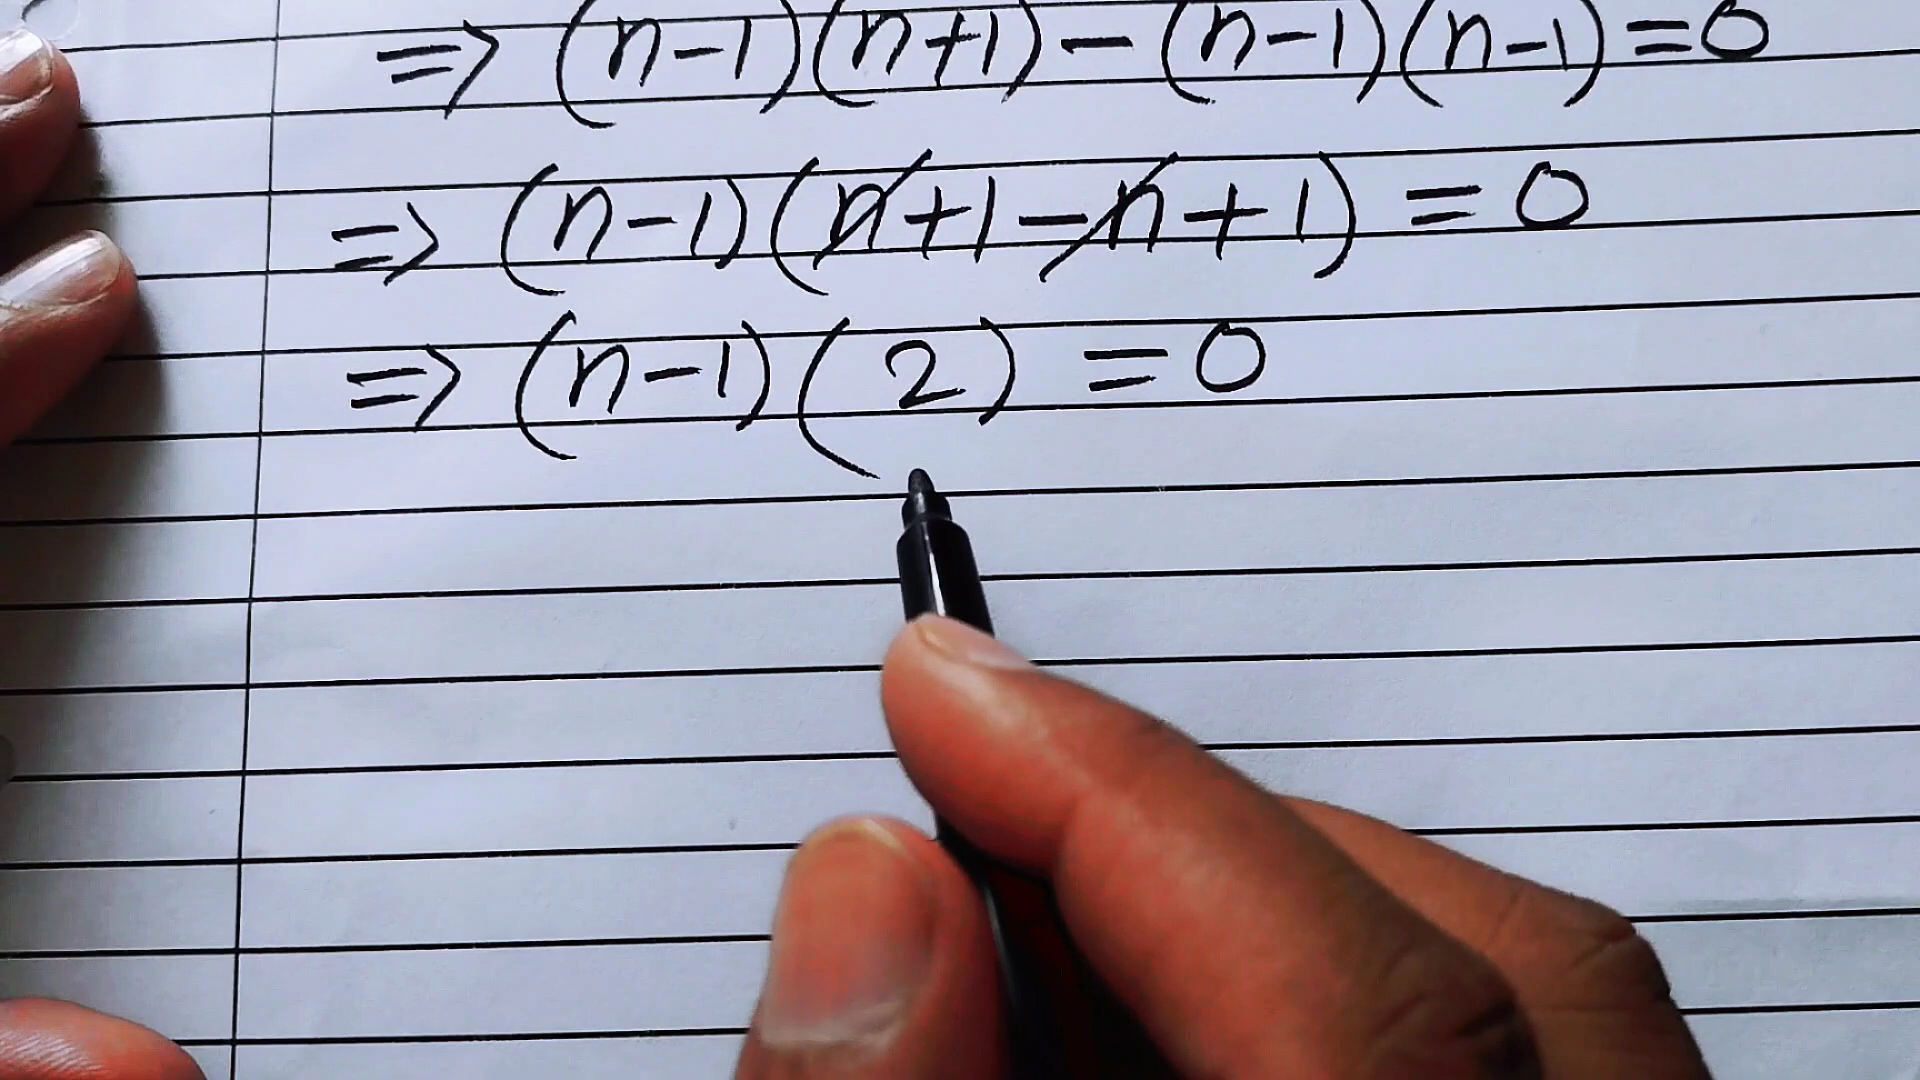 => (n-1)(n+1)-(n-1)(n-1)=0
=> (n-1)(n+1-n+1)=0
=> (n-1)(2)=0